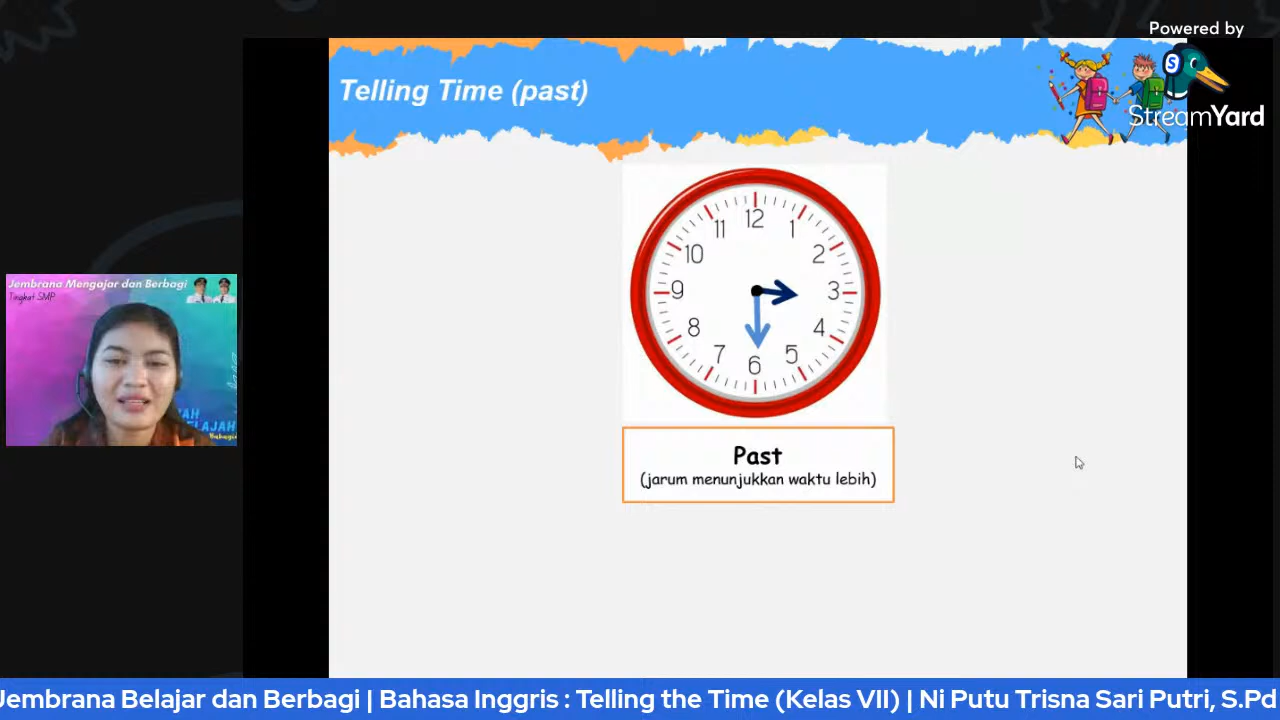 Powered by
StreamYard
Telling Time (past)
12
11
1
10
2
9
3
8
4
7
5
6
Past
(jarum menunjukkan waktu lebih)
Jembrana Mengajar dan Berbagi
Tingkat SMP
Jembrana Belajar dan Berbagi | Bahasa Inggris : Telling the Time (Kelas VII) | Ni Putu Trisna Sari Putri, S.Pd